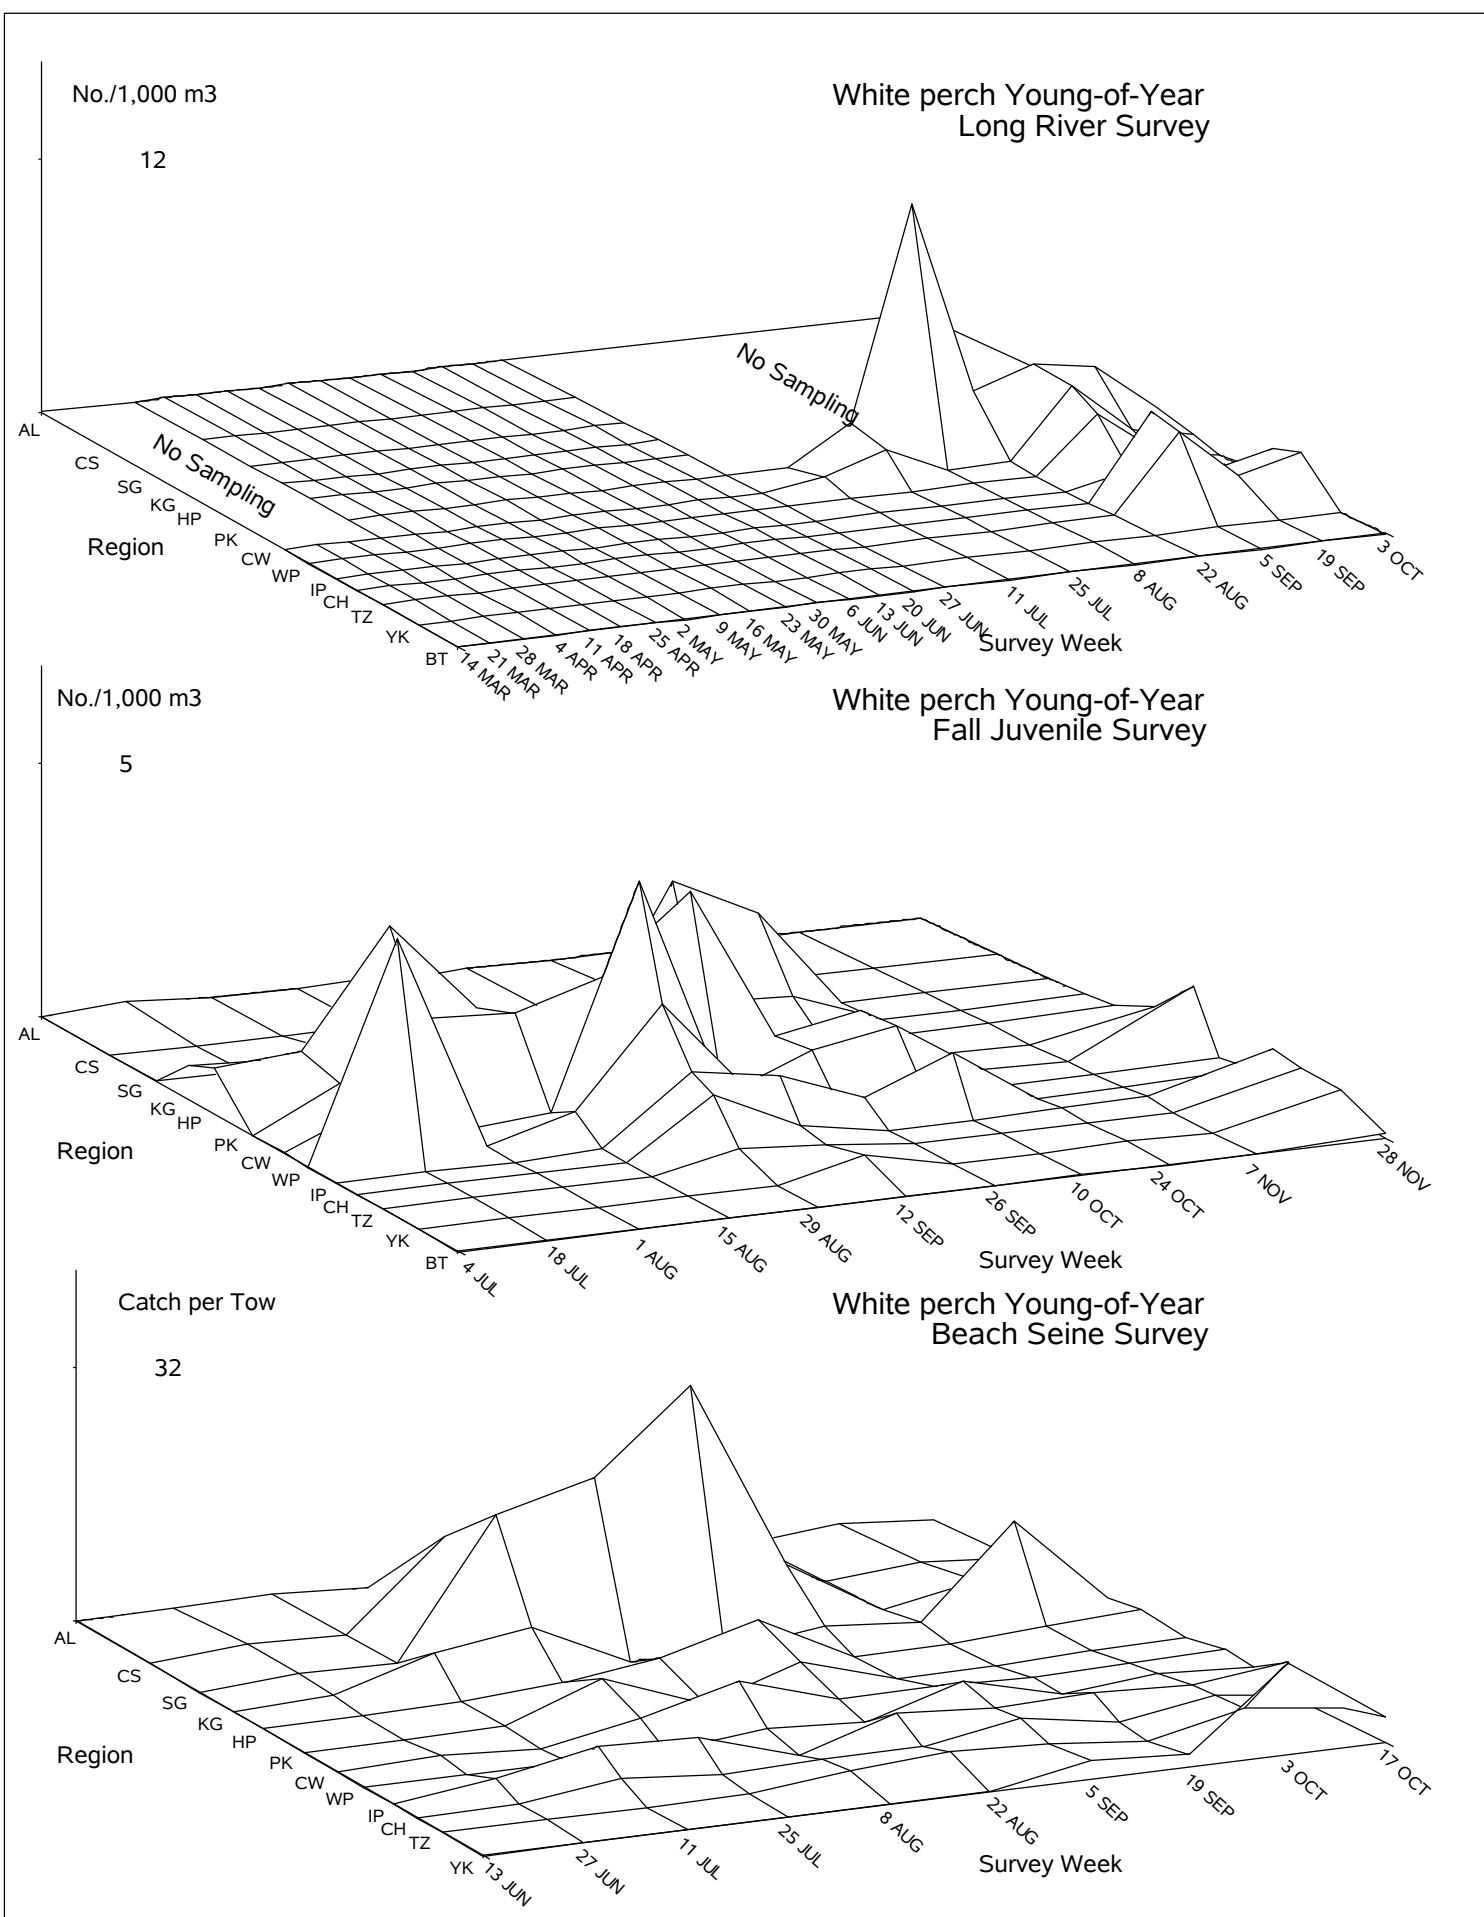 No./1,000 m3
White perch Young-of-Year
Long River Survey
12
No Sampling
No Sampling
AL
CS
SG
KG
HP
PK
CW
WP
IP
CH
TZ
YK
BT
Region
14 MAR
21 MAR
28 MAR
4 APR
11 APR
18 APR
25 APR
2 MAY
9 MAY
16 MAY
23 MAY
30 MAY
6 JUN
13 JUN
20 JUN
27 JUN
11 JUL
25 JUL
8 AUG
22 AUG
5 SEP
19 SEP
3 OCT
Survey Week
No./1,000 m3
White perch Young-of-Year
Fall Juvenile Survey
5
AL
CS
SG
KG
HP
PK
CW
WP
IP
CH
TZ
YK
BT
Region
4 JUL
18 JUL
1 AUG
15 AUG
29 AUG
12 SEP
26 SEP
10 OCT
24 OCT
7 NOV
28 NOV
Survey Week
Catch per Tow
White perch Young-of-Year
Beach Seine Survey
32
AL
CS
SG
KG
HP
PK
CW
WP
IP
CH
TZ
YK
Region
13 JUN
27 JUN
11 JUL
25 JUL
8 AUG
22 AUG
5 SEP
19 SEP
3 OCT
17 OCT
Survey Week